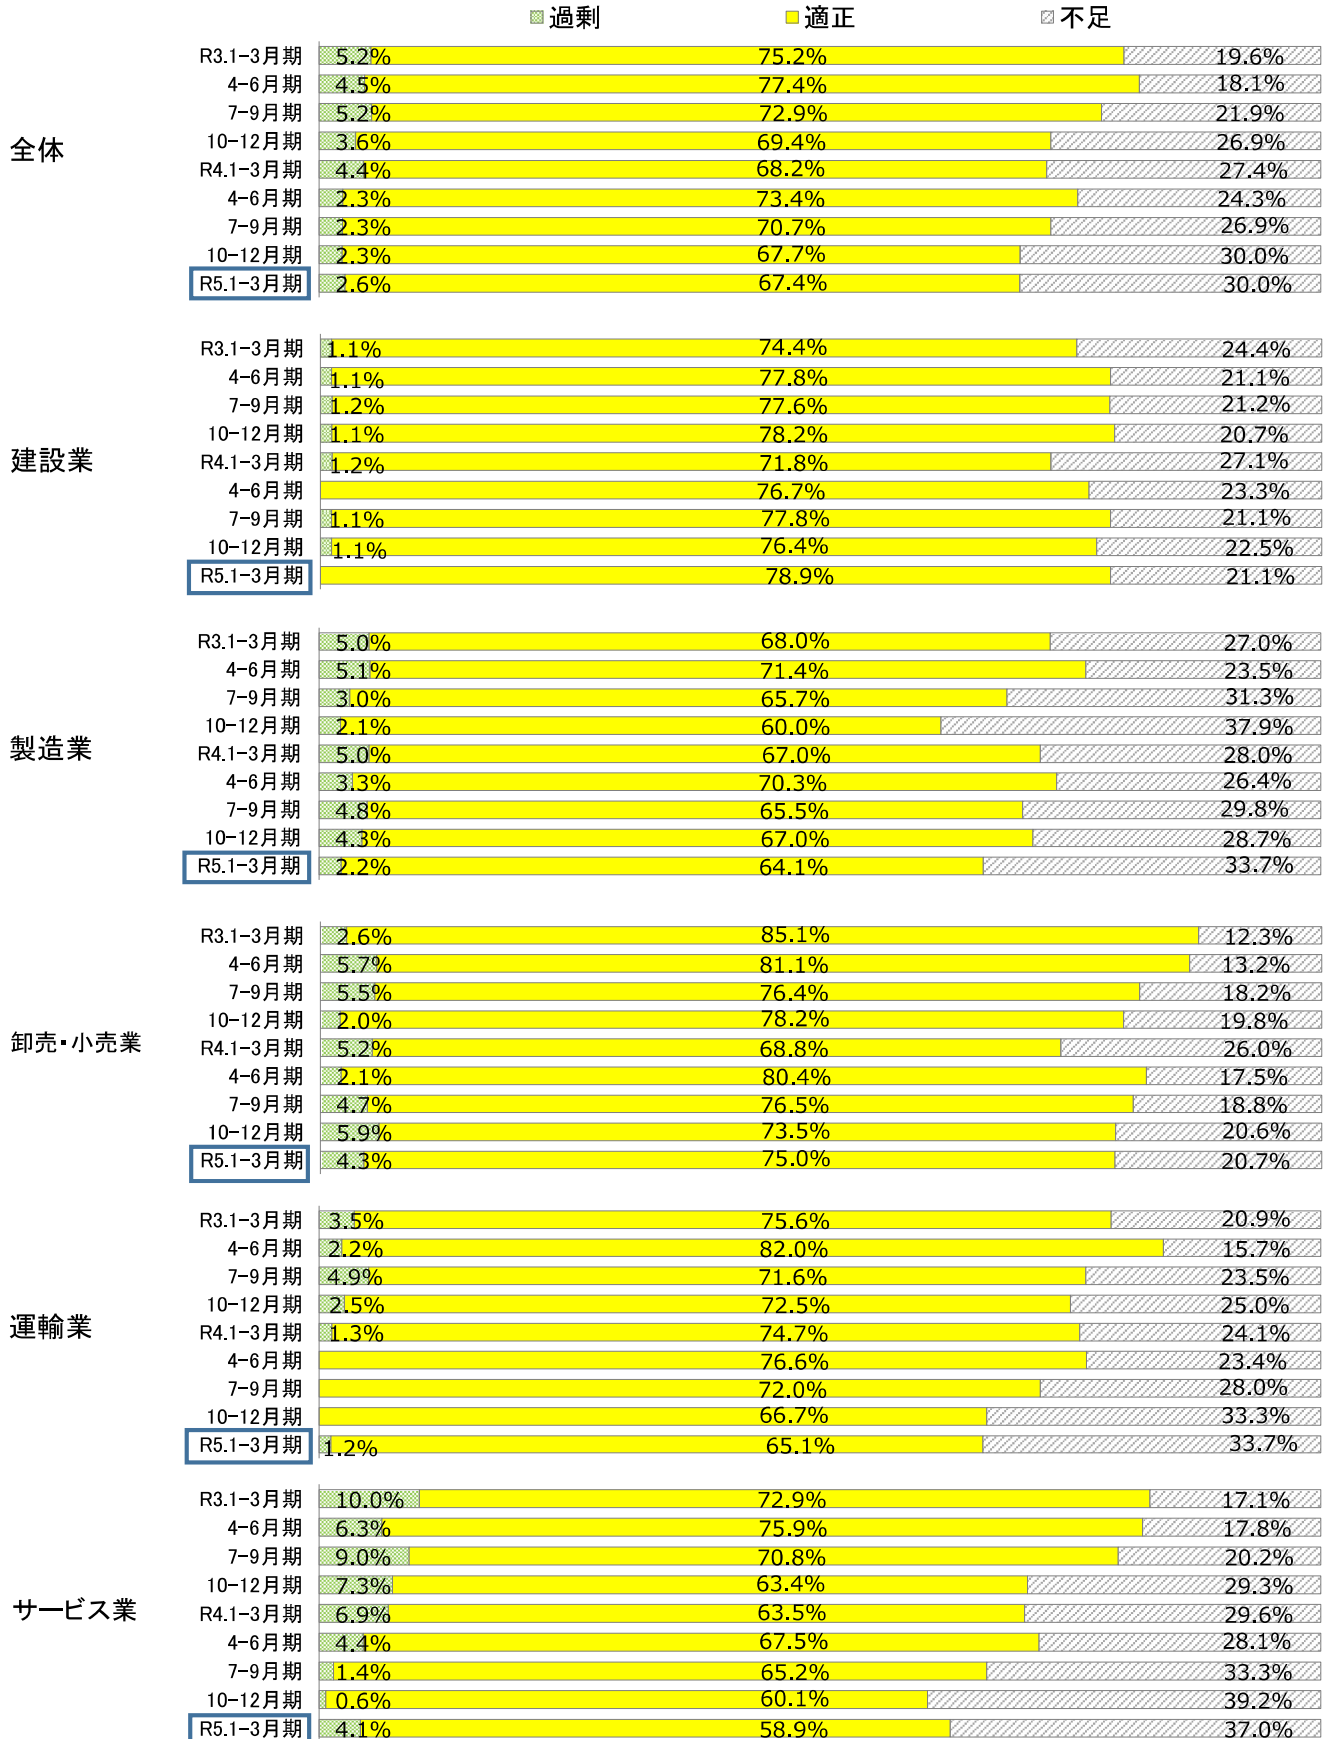 過剰 適正 不足
全体
R3.1-3月期 5.2% 75.2% 19.6%
4-6月期 4.5% 77.4% 18.1%
7-9月期 5.2% 72.9% 21.9%
10-12月期 3.6% 69.4% 26.9%
R4.1-3月期 4.4% 68.2% 27.4%
4-6月期 2.3% 73.4% 24.3%
7-9月期 2.3% 70.7% 26.9%
10-12月期 2.3% 67.7% 30.0%
R5.1-3月期 2.6% 67.4% 30.0%
建設業
R3.1-3月期 1.1% 74.4% 24.4%
4-6月期 1.1% 77.8% 21.1%
7-9月期 1.2% 77.6% 21.2%
10-12月期 1.1% 78.2% 20.7%
R4.1-3月期 1.2% 71.8% 27.1%
4-6月期 76.7% 23.3%
7-9月期 1.1% 77.8% 21.1%
10-12月期 1.1% 76.4% 22.5%
R5.1-3月期 78.9% 21.1%
製造業
R3.1-3月期 5.0% 68.0% 27.0%
4-6月期 5.1% 71.4% 23.5%
7-9月期 3.0% 65.7% 31.3%
10-12月期 2.1% 60.0% 37.9%
R4.1-3月期 5.0% 67.0% 28.0%
4-6月期 3.3% 70.3% 26.4%
7-9月期 4.8% 65.5% 29.8%
10-12月期 4.3% 67.0% 28.7%
R5.1-3月期 2.2% 64.1% 33.7%
卸売・小売業
R3.1-3月期 2.6% 85.1% 12.3%
4-6月期 5.7% 81.1% 13.2%
7-9月期 5.5% 76.4% 18.2%
10-12月期 2.0% 78.2% 19.8%
R4.1-3月期 5.2% 68.8% 26.0%
4-6月期 2.1% 80.4% 17.5%
7-9月期 4.7% 76.5% 18.8%
10-12月期 5.9% 73.5% 20.6%
R5.1-3月期 4.3% 75.0% 20.7%
運輸業
R3.1-3月期 3.5% 75.6% 20.9%
4-6月期 2.2% 82.0% 15.7%
7-9月期 4.9% 71.6% 23.5%
10-12月期 2.5% 72.5% 25.0%
R4.1-3月期 1.3% 74.7% 24.1%
4-6月期 76.6% 23.4%
7-9月期 72.0% 28.0%
10-12月期 66.7% 33.3%
R5.1-3月期 1.2% 65.1% 33.7%
サービス業
R3.1-3月期 10.0% 72.9% 17.1%
4-6月期 6.3% 75.9% 17.8%
7-9月期 9.0% 70.8% 20.2%
10-12月期 7.3% 63.4% 29.3%
R4.1-3月期 6.9% 63.5% 29.6%
4-6月期 4.4% 67.5% 28.1%
7-9月期 1.4% 65.2% 33.3%
10-12月期 0.6% 60.1% 39.2%
R5.1-3月期 4.1% 58.9% 37.0%